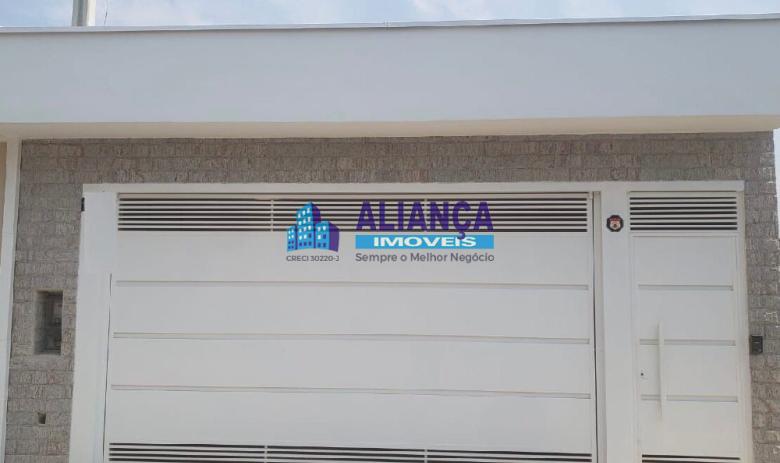 ALIANÇA
IMOVEIS
CRECI 30220-J
Sempre o Melhor Negócio